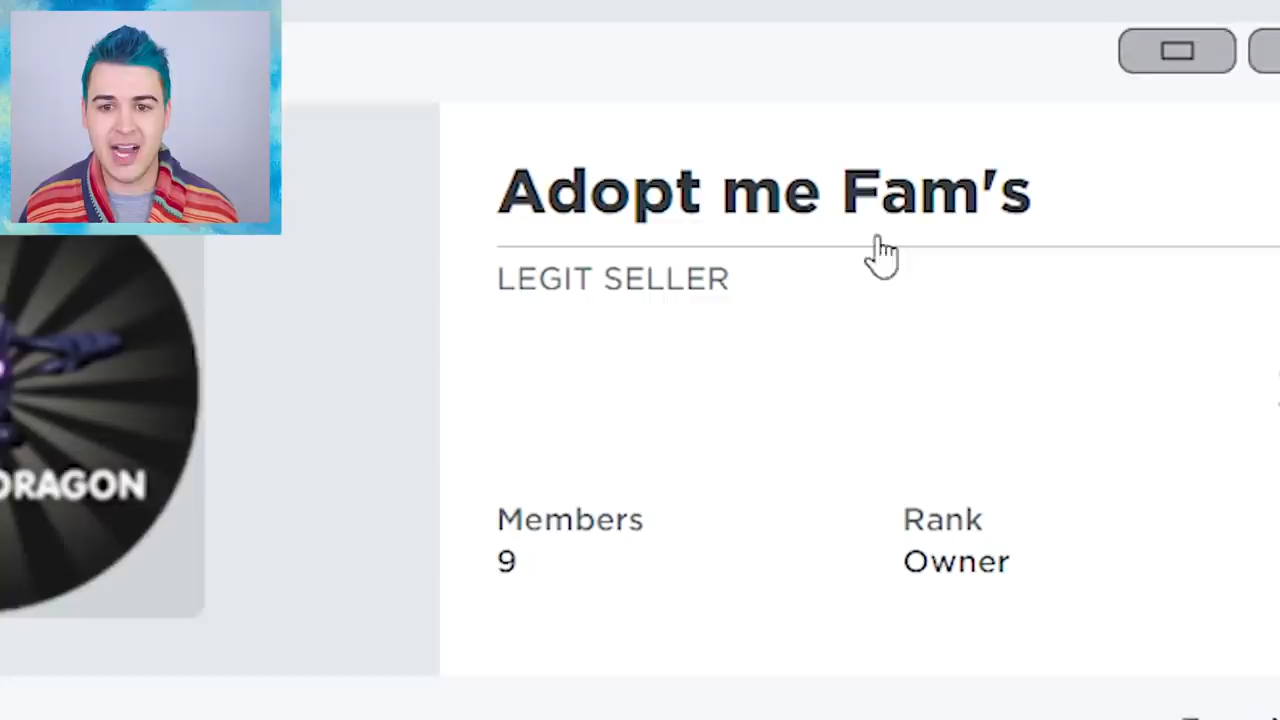 Adopt me Fam's
LEGIT SELLER
DRAGON
Members
Rank
9
Owner